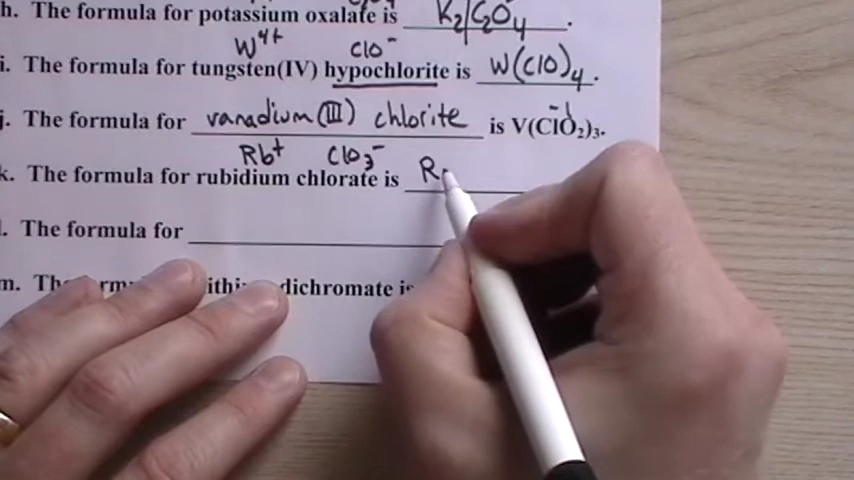 h. The formula for potassium oxalate is K₂C₂O₄.
W⁴⁺ ClO⁻
i. The formula for tungsten(IV) hypochlorite is W(ClO)₄.
j. The formula for vanadium(III) chlorite is V(ClO₂)₃.
Rb⁺ ClO₃⁻
k. The formula for rubidium chlorate is R
l. The formula for
m. dichromate is